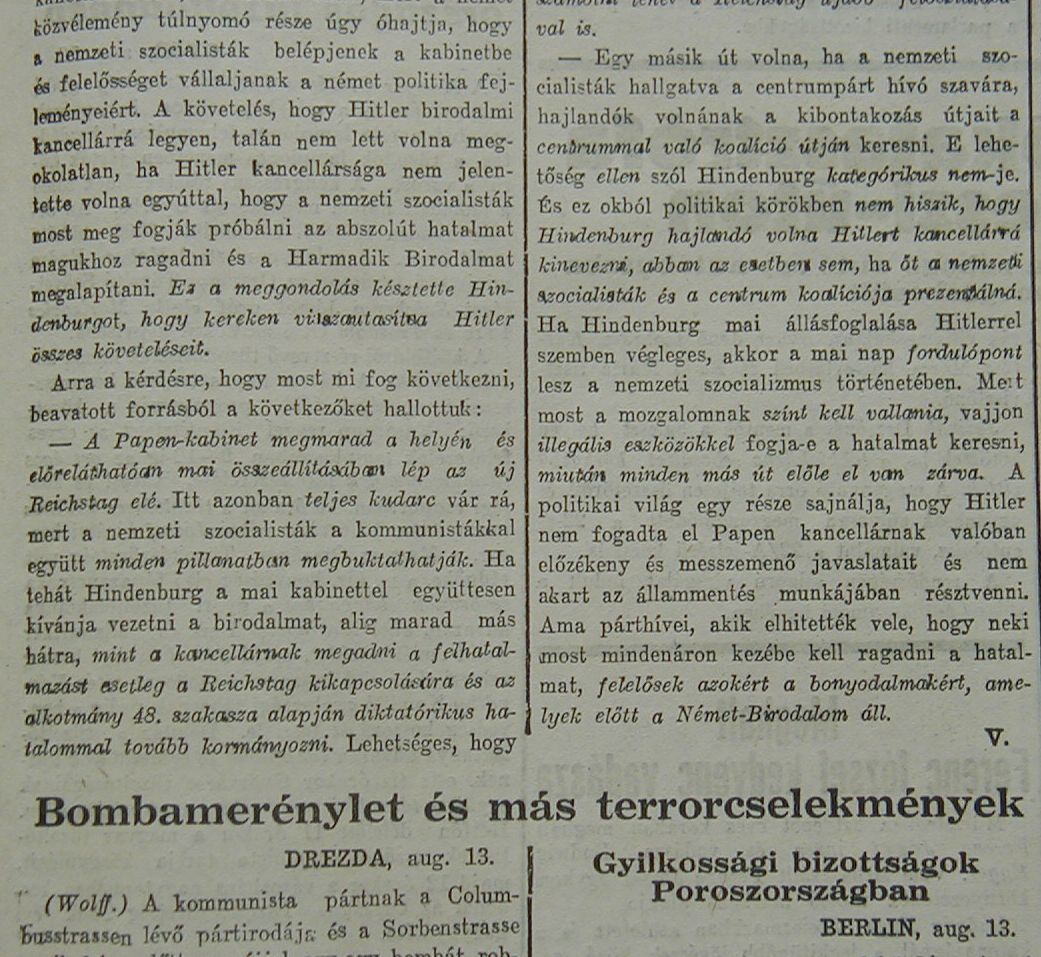 közvélemény túlnyomó része úgy óhajtja, hogy
a nemzeti szocialisták belépjenek a kabinetbe
és felelősséget vállaljanak a német politika fej-
leményeiért. A követelés, hogy Hitler birodalmi
kancellárrá legyen, talán nem lett volna meg-
okolatlan, ha Hitler kancellársága nem jelen-
tette volna egyúttal, hogy a nemzeti szocialisták
most meg fogják próbálni az abszolút hatalmat
magukhoz ragadni és a Harmadik Birodalmat
megalapítani. Ez a meggondolás késztette Hin-
denburgot, hogy kereken visszautasítsa Hitler
összes követeléseit.
Arra a kérdésre, hogy most mi fog következni,
beavatott forrásból a következőket hallottuk:
— A Papen-kabinet megmarad a helyén és
előreláthatóan mai összeállításában lép az új
Reichstag elé. Itt azonban teljes kudarc vár rá,
mert a nemzeti szocialisták a kommunistákkal
együtt minden pillanatban megbuktathatják. Ha
tehát Hindenburg a mai kabinettel együttesen
kívánja vezetni a birodalmat, alig marad más
hátra, mint a kancellárnak megadni a felhatal-
mazást esetleg a Reichstag kikapcsolására és az
alkotmány 48. szakasza alapján diktatórikus ha-
talommal tovább kormányozni. Lehetséges, hogy
val is.
— Egy másik út volna, ha a nemzeti szo-
cialisták hallgatva a centrumpárt hívó szavára,
hajlandók volnának a kibontakozás útjait a
centrummal való koalíció útján keresni. E lehe-
tőség ellen szól Hindenburg kategórikus nem-je.
És ez okból politikai körökben nem hiszik, hogy
Hindenburg hajlandó volna Hitlert kancellárrá
kinevezni, abban az esetben sem, ha őt a nemzeti
szocialisták és a centrum koalíciója prezentálná.
Ha Hindenburg mai állásfoglalása Hitlerrel
szemben végleges, akkor a mai nap fordulópont
lesz a nemzeti szocializmus történetében. Mert
most a mozgalomnak színt kell vallania, vajjon
illegális eszközökkel fogja-e a hatalmat keresni,
miután minden más út előle el van zárva. A
politikai világ egy része sajnálja, hogy Hitler
nem fogadta el Papen kancellárnak valóban
előzékeny és messzemenő javaslatait és nem
akart az állammentés munkájában résztvenni.
Ama párthívei, akik elhitették vele, hogy neki
most mindenáron kezébe kell ragadni a hatal-
mat, felelősek azokért a bonyodalmakért, ame-
lyek előtt a Német-Birodalom áll.
V.
Bombamerénylet és más terrorcselekmények
DREZDA, aug. 13.
(Wolff.) A kommunista pártnak a Colum-
busstrassen lévő pártirodája és a Sorbenstrasse
Gyilkossági bizottságok
Poroszországban
BERLIN, aug. 13.